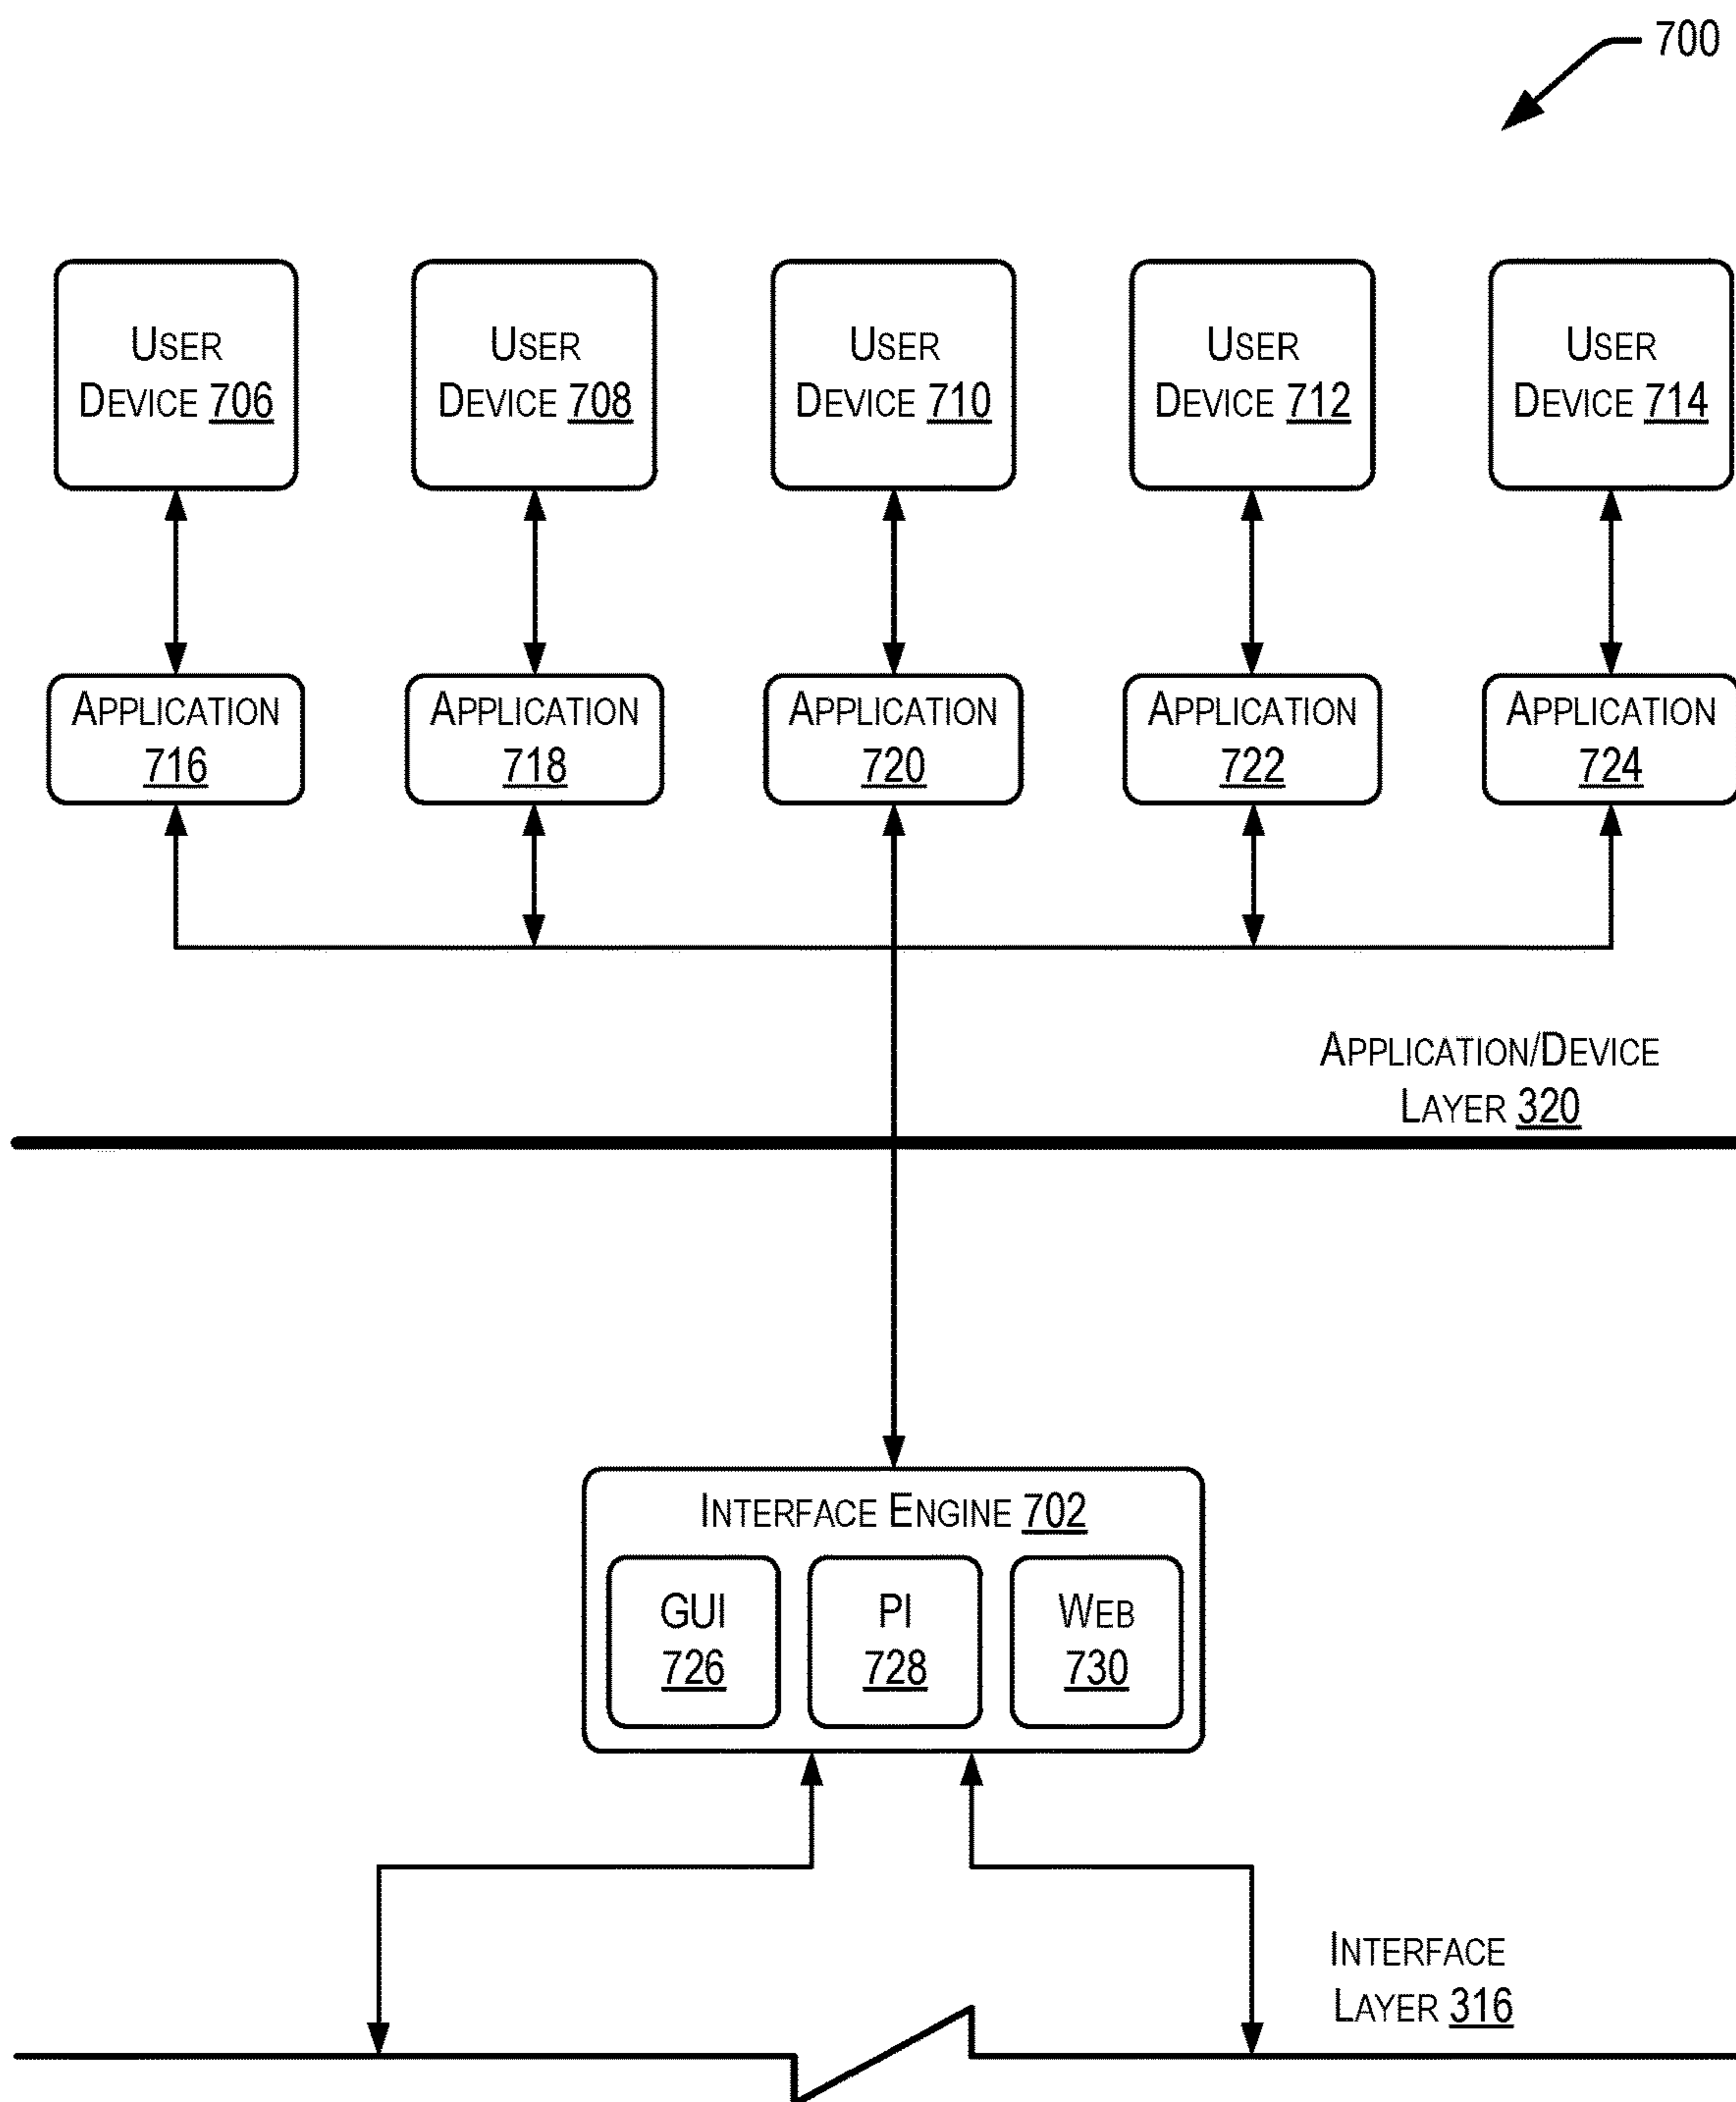 700
USER
DEVICE 706
USER
DEVICE 708
USER
DEVICE 710
USER
DEVICE 712
USER
DEVICE 714
APPLICATION
716
APPLICATION
718
APPLICATION
720
APPLICATION
722
APPLICATION
724
APPLICATION/DEVICE
LAYER 320
INTERFACE ENGINE 702
GUI
726
PI
728
WEB
730
INTERFACE
LAYER 316